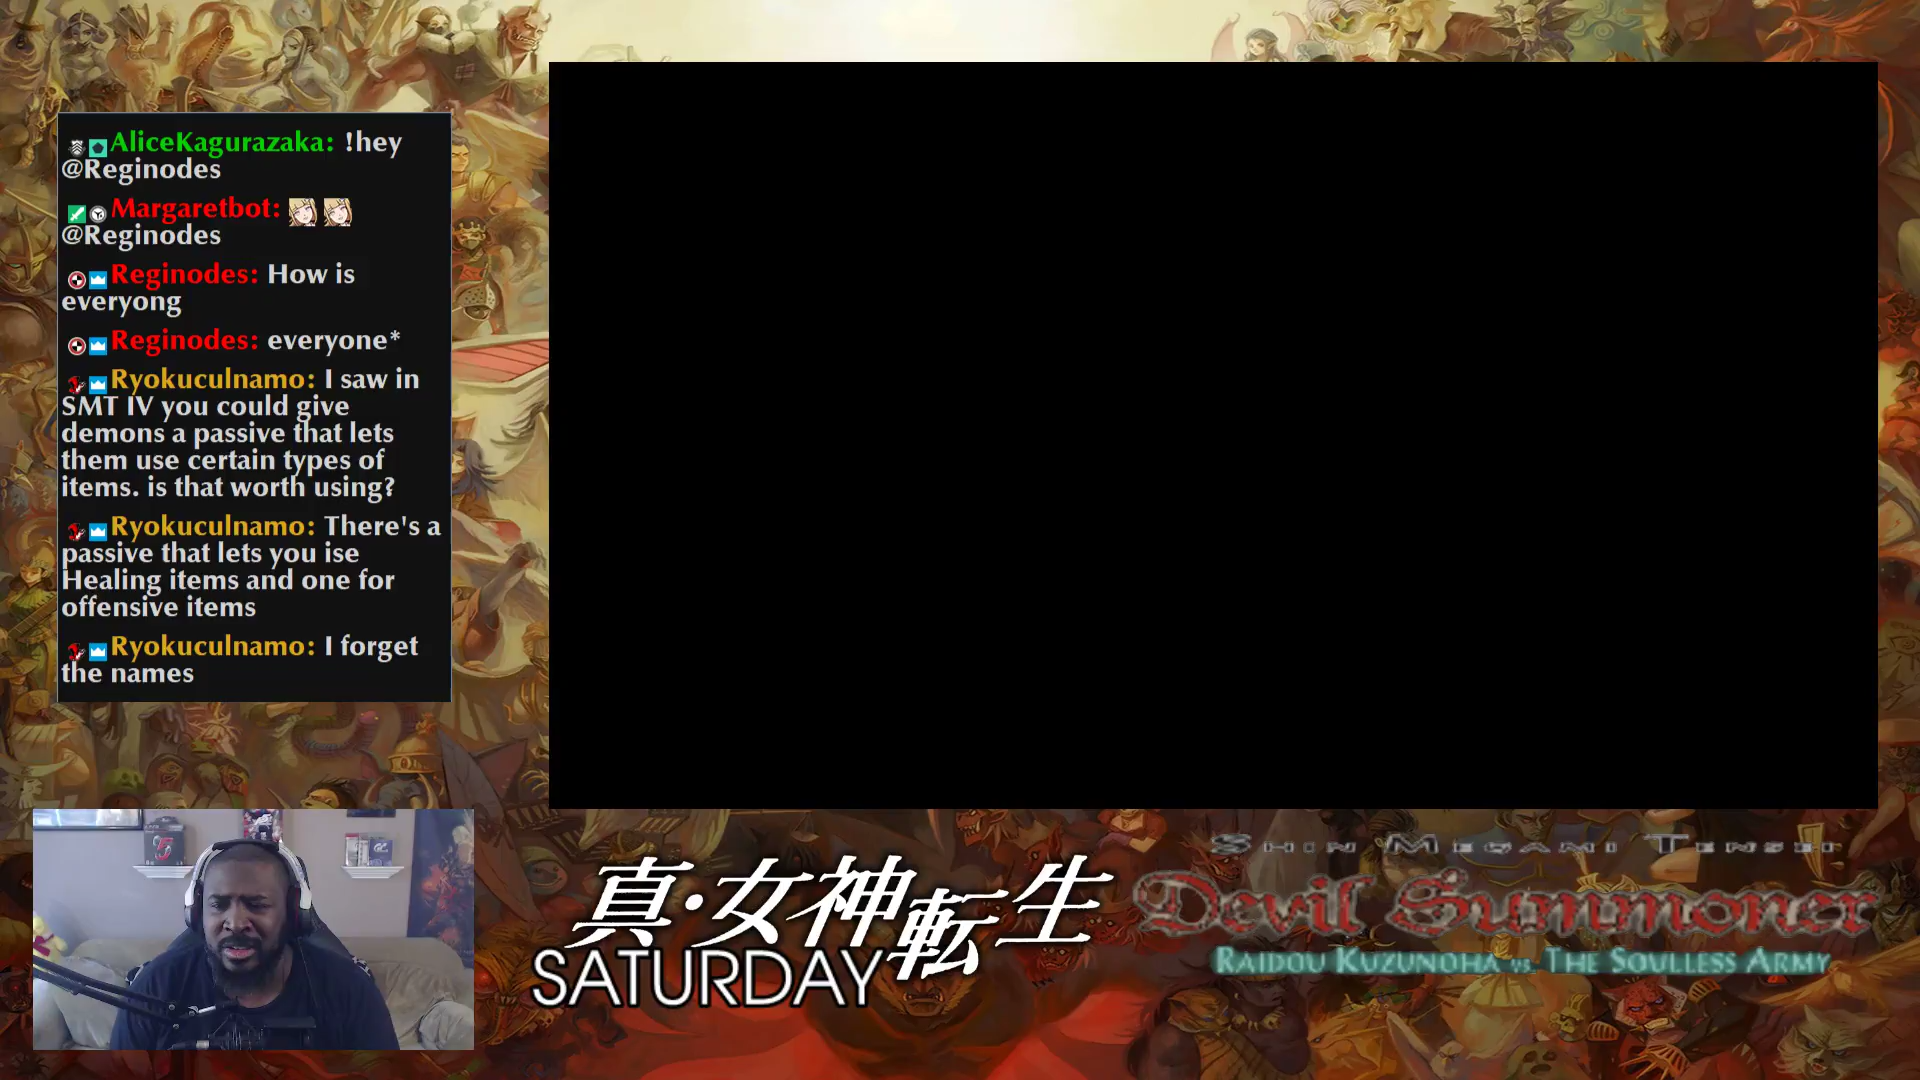 AliceKagurazaka: !hey
@Reginodes
Margaretbot:
@Reginodes
Reginodes: How is
everyong
Reginodes: everyone*
Ryokuculnamo: I saw in
SMT IV you could give
demons a passive that lets
them use certain types of
items. is that worth using?
Ryokuculnamo: There's a
passive that lets you ise
Healing items and one for
offensive items
Ryokuculnamo: I forget
the names
真・女神転生
SATURDAY
SHIN MEGAMI TENSEI
Devil Summoner
RAIDOU KUZUNOHA VS. THE SOULLESS ARMY